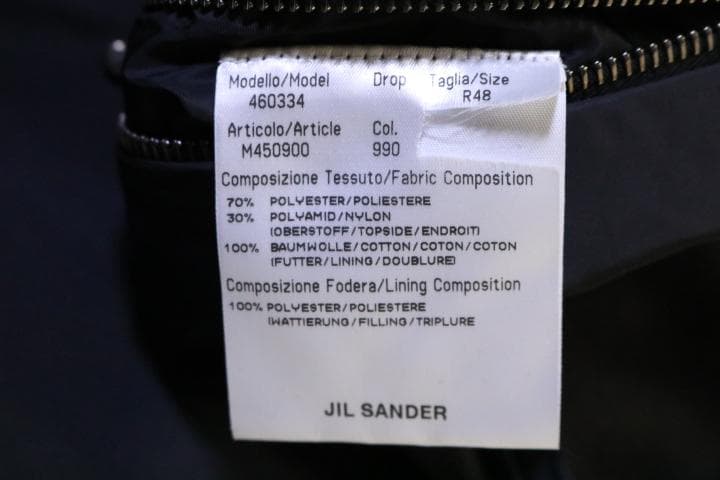 Modello/Model Drop Taglia/Size
460334 R48
Articolo/Article Col.
M450900 990
Composizione Tessuto/Fabric Composition
70% POLYESTER/POLIESTERE
30% POLYAMID/NYLON
(OBERSTOFF/TOPSIDE/ENDROIT)
100% BAUMWOLLE/COTTON/COTON/COTON
(FUTTER/LINING/DOUBLURE)
Composizione Fodera/Lining Composition
100% POLYESTER/POLIESTERE
(WATTIERUNG/FILLING/TRIPLURE
JIL SANDER